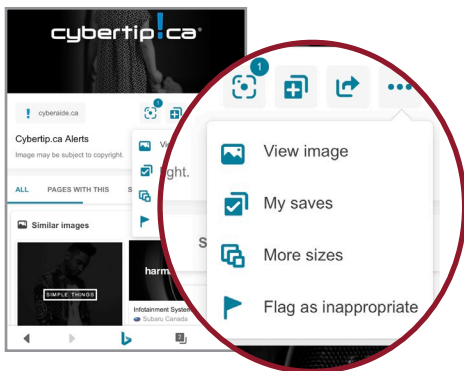 cybertip!ca®
cyberaide.ca
1
Cybertip.ca Alerts
Image may be subject to copyright.
ALL PAGES WITH THIS S
Similar images
SIMPLE THINGS
harm
Infotainment System
Subaru Canada
1
View image
ght.
My saves
S
More sizes
Flag as inappropriate